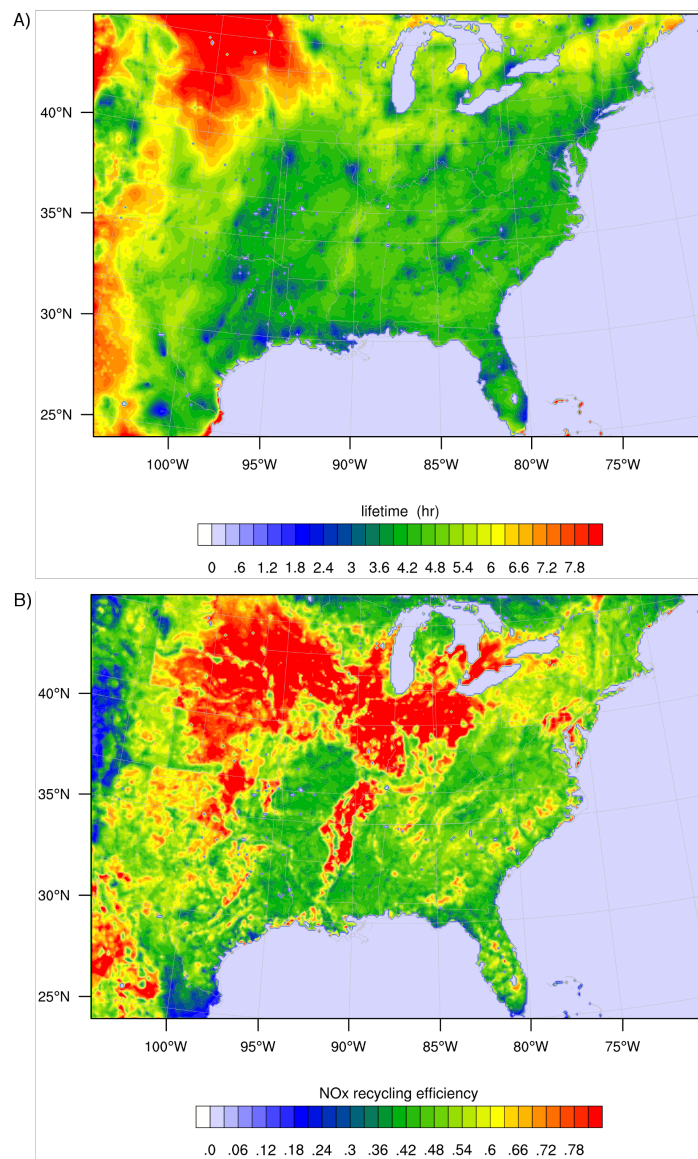 A)
40°N
35°N
30°N
25°N
100°W 95°W 90°W 85°W 80°W 75°W
lifetime (hr)
0 .6 1.2 1.8 2.4 3 3.6 4.2 4.8 5.4 6 6.6 7.2 7.8
B)
40°N
35°N
30°N
25°N
100°W 95°W 90°W 85°W 80°W 75°W
NOx recycling efficiency
.0 .06 .12 .18 .24 .3 .36 .42 .48 .54 .6 .66 .72 .78